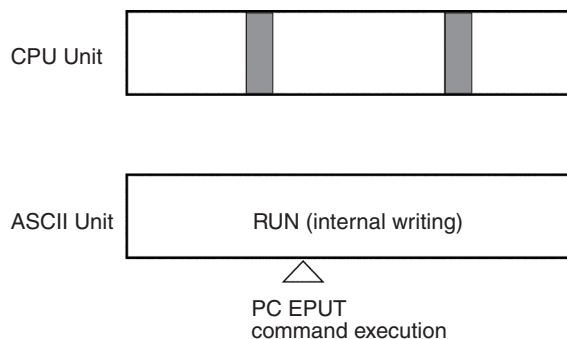 CPU Unit
ASCII Unit
RUN (internal writing)
PC EPUT
command execution